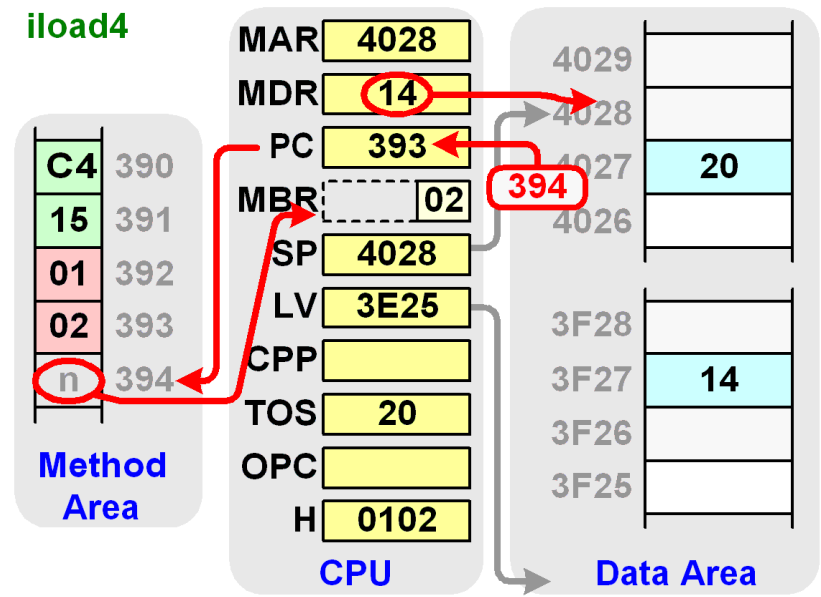 iload4
C4 390
15 391
01 392
02 393
n 394
Method
Area
MAR 4028
MDR 14
PC 393
394
MBR 02
SP 4028
LV 3E25
CPP
TOS 20
OPC
H 0102
CPU
4029
4028
4027 20
4026
3F28
3F27 14
3F26
3F25
Data Area